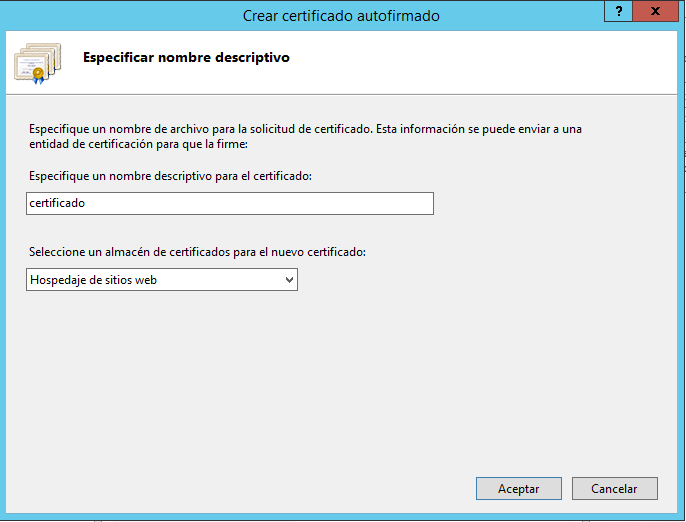 Crear certificado autofirmado
? x
Especificar nombre descriptivo
Especifique un nombre de archivo para la solicitud de certificado. Esta información se puede enviar a una
entidad de certificación para que la firme:
Especifique un nombre descriptivo para el certificado:
certificado
Seleccione un almacén de certificados para el nuevo certificado:
Hospedaje de sitios web
Aceptar Cancelar